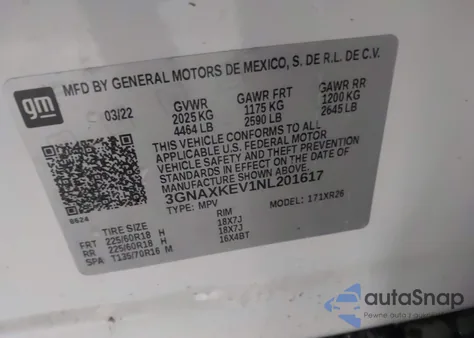 gm
MFD BY GENERAL MOTORS DE MEXICO, S. DE R.L. DE C.V.
03/22 GVWR GAWR FRT GAWR RR
2025 KG 1175 KG 1200 KG
4464 LB 2590 LB 2645 LB
THIS VEHICLE CONFORMS TO ALL
APPLICABLE U.S. FEDERAL MOTOR
VEHICLE SAFETY
THEFT PREVENTION STANDARDS IN EFFECT ON
THE DATE OF MANUFACTURE SHOWN ABOVE.
3GNAXKEV1NL201617
TYPE: MPV MODEL: 171XR26
TIRE SIZE RIM
FRT 225/60R18 H 18X7J
RR 225/60R18 H 18X7J
SPA T135/70R16 M 16X4BT
autoSnap
Pewne auto z